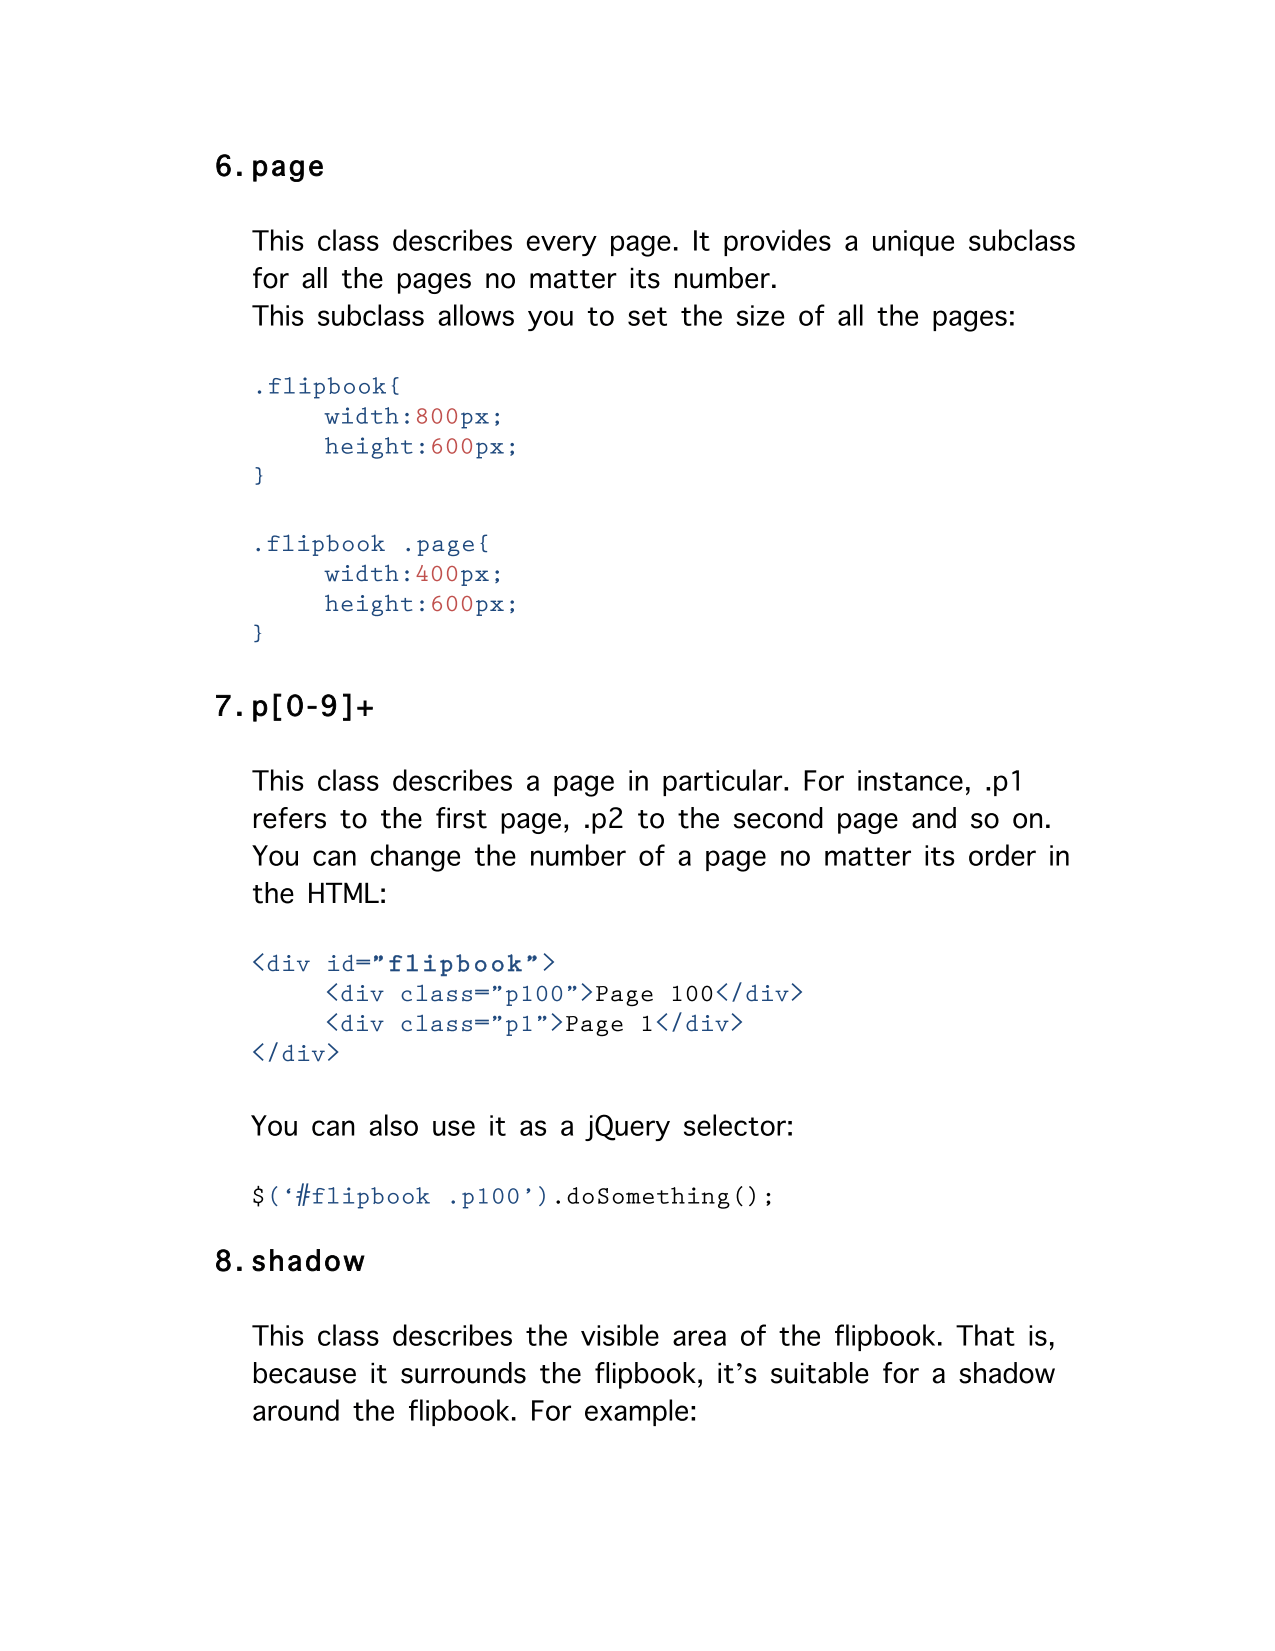 6. page
This class describes every page. It provides a unique subclass
for all the pages no matter its number.
This subclass allows you to set the size of all the pages:
.flipbook{
width:800px;
height:600px;
}
.flipbook .page{
width:400px;
height:600px;
}
7. p[0-9]+
This class describes a page in particular. For instance, .p1
refers to the first page, .p2 to the second page and so on.
You can change the number of a page no matter its order in
the HTML:
<div id=”flipbook”>
<div class=”p100”>Page 100</div>
<div class=”p1”>Page 1</div>
</div>
You can also use it as a jQuery selector:
$(‘#flipbook .p100’).doSomething();
8. shadow
This class describes the visible area of the flipbook. That is,
because it surrounds the flipbook, it’s suitable for a shadow
around the flipbook. For example: